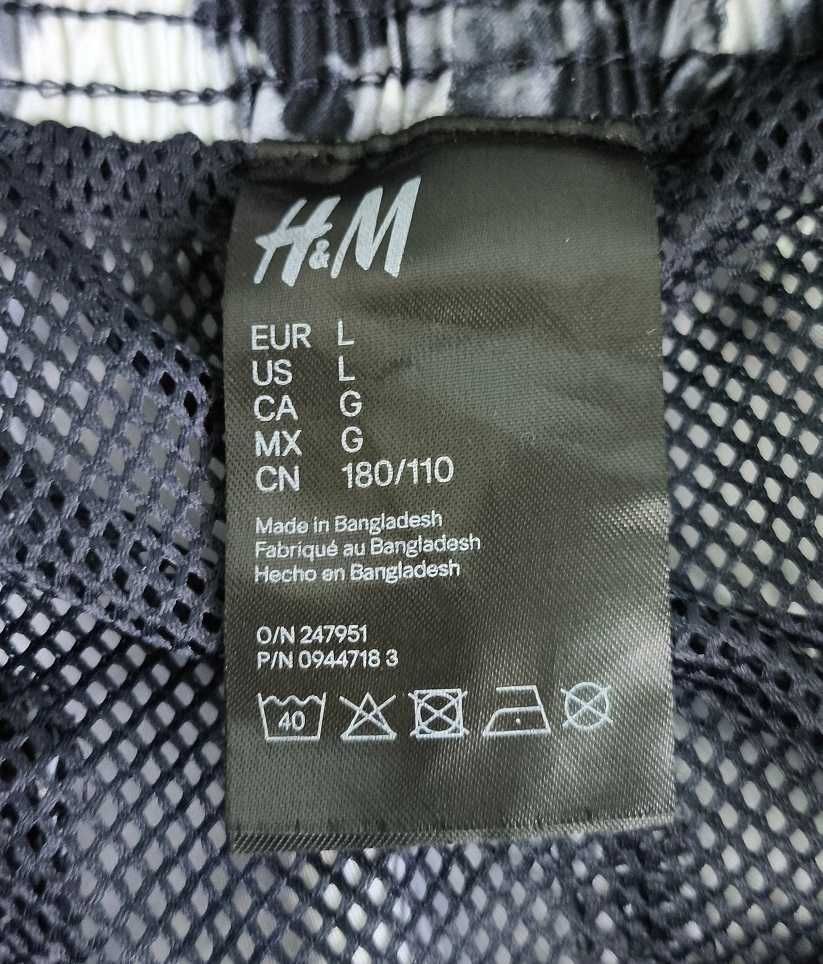 H&M
EUR L
US L
CA G
MX G
CN 180/110
Made in Bangladesh
Fabriqué au Bangladesh
Hecho en Bangladesh
O/N 247951
P/N 0944718 3
40